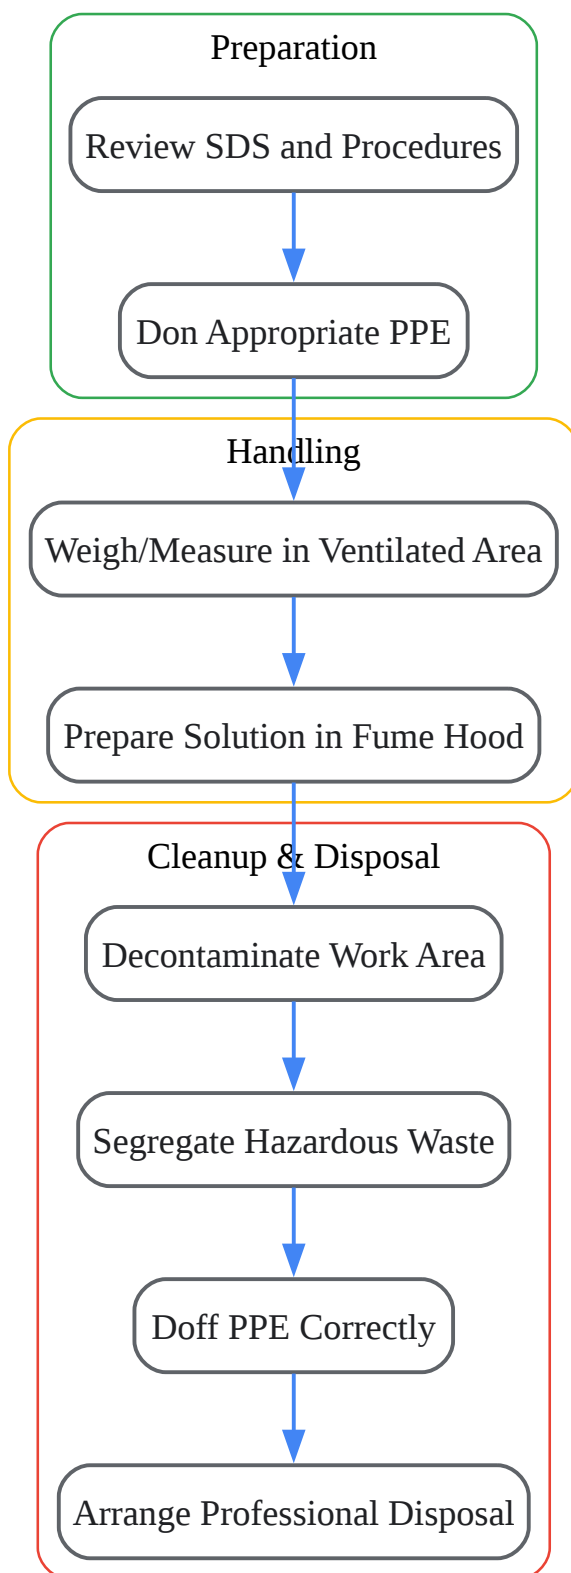 Preparation
Review SDS and Procedures
Don Appropriate PPE
Handling
Weigh/Measure in Ventilated Area
Prepare Solution in Fume Hood
Cleanup & Disposal
Decontaminate Work Area
Segregate Hazardous Waste
Doff PPE Correctly
Arrange Professional Disposal